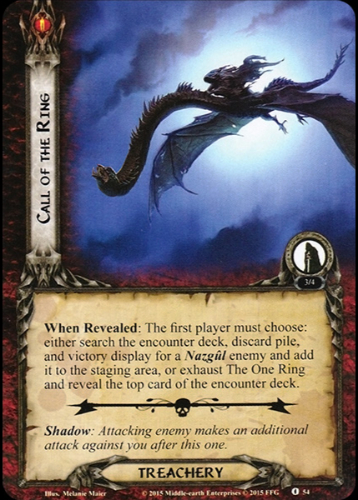 CALL OF THE RING
3/4
When Revealed: The first player must choose:
either search the encounter deck, discard pile,
and victory display for a Nazgûl enemy and add
it to the staging area, or exhaust The One Ring
and reveal the top card of the encounter deck.
Shadow: Attacking enemy makes an additional
attack against you after this one.
TREACHERY
Illus. Melanie Maier
© 2015 Middle-earth Enterprises © 2015 FFG
54